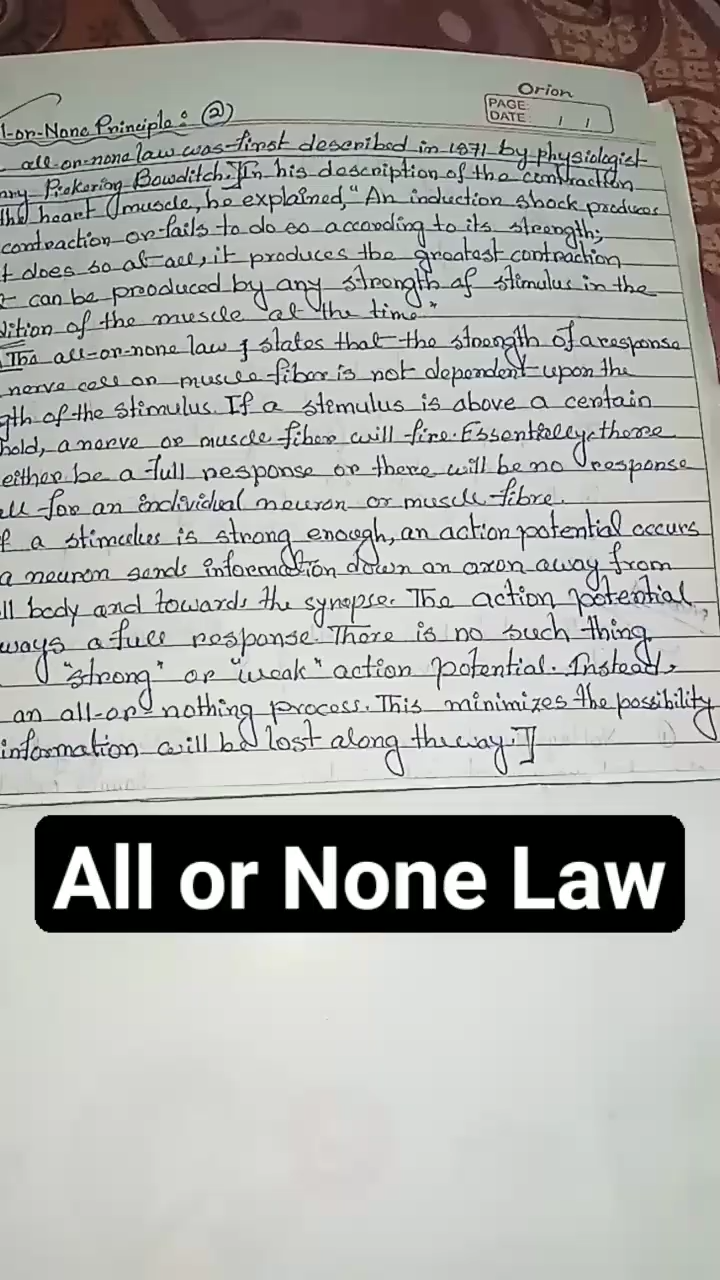 Orion
PAGE:
DATE: / /
l-or-None Principle: ②
all-or-none law was first described in 1871 by physiologist
nry Pickering Bowditch. In his description of the contraction
the heart muscle, he explained, "An induction shock produces
contraction or fails to do so according to its strength;
t does so at all, it produces the greatest contraction
t can be produced by any strength of stimulus in the
dition of the muscle at the time"
The all-or-none law states that the strength of a response
nerve cell or muscle fiber is not dependent upon the
gth of the stimulus. If a stimulus is above a certain
hold, a nerve or muscle fiber will fire. Essentially, there
either be a full response or there will be no response
all for an individual neuron or muscle fibre.
f a stimulus is strong enough, an action potential occurs
a neuron sends information down an axon away from
ll body and towards the synapse. The action potential,
ways a full response. There is no such thing
"strong" or "weak" action potential. Instead,
an all-or-nothing process. This minimizes the possibility
information will be lost along the way.]
All or None Law